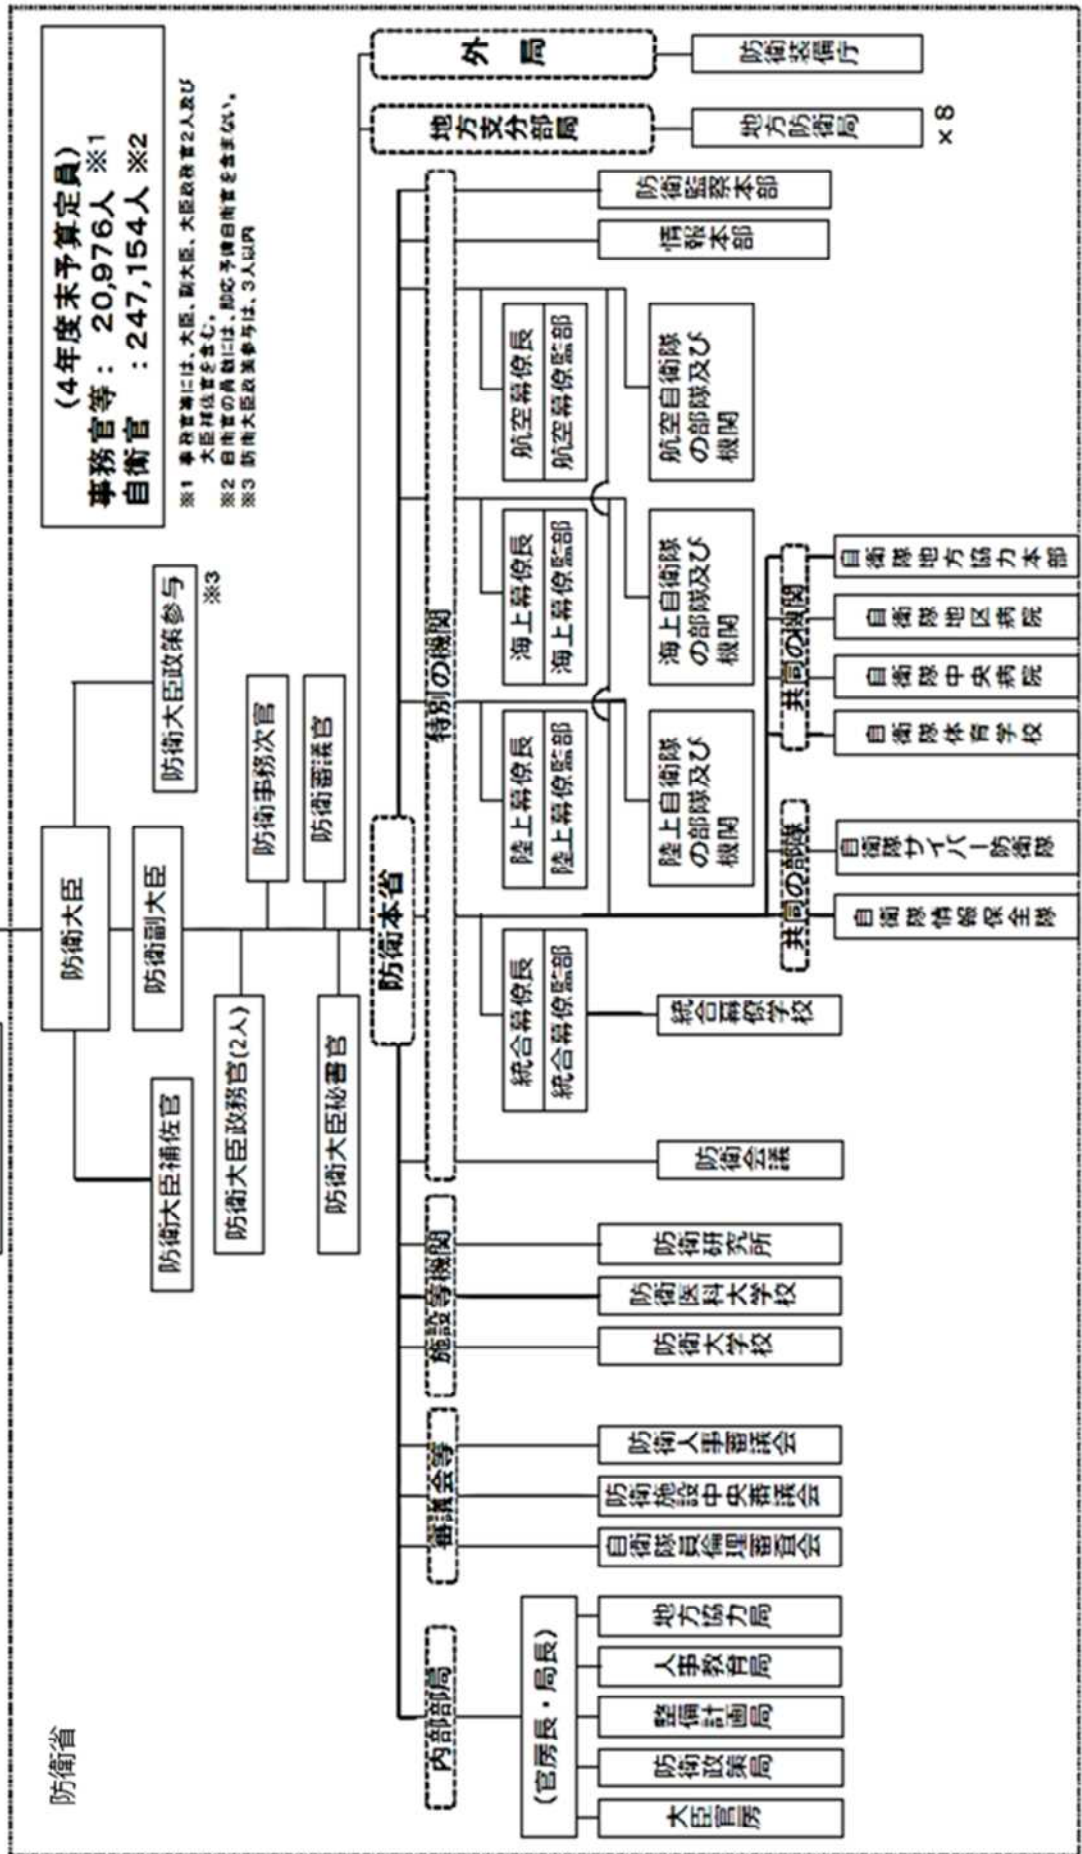 防衛省
(4年度末予算定員)
事務官等： 20,976人 ※1
自衛官 ：247,154人 ※2
※1 事務官等には、大臣、副大臣、大臣政務官2人及び
大臣補佐官を含む。
※2 自衛官の員数には、即応予備自衛官を含まない。
※3 防衛大臣政策参与は、3人以内
防衛大臣
防衛大臣補佐官
防衛大臣政策参与
※3
防衛副大臣
防衛大臣政務官(2人)
防衛事務次官
防衛大臣秘書官
防衛審議官
防衛本省
外局
地方支分部局
内部部局
審議会等
施設等機関
特別の機関
(官房長・局長)
大臣官房
防衛政策局
整備計画局
人事教育局
地方協力局
自衛隊員倫理審査会
防衛施設中央審議会
防衛人事審議会
防衛大学校
防衛医科大学校
防衛研究所
防衛会議
統合幕僚長
統合幕僚監部
統合幕僚学校
陸上幕僚長
陸上幕僚監部
陸上自衛隊
の部隊及び
機関
海上幕僚長
海上幕僚監部
海上自衛隊
の部隊及び
機関
航空幕僚長
航空幕僚監部
航空自衛隊
の部隊及び
機関
情報本部
防衛監察本部
地方防衛局
×8
防衛装備庁
共同の部隊
自衛隊情報保全隊
自衛隊サイバー防衛隊
共同の機関
自衛隊体育学校
自衛隊中央病院
自衛隊地区病院
自衛隊地方協力本部